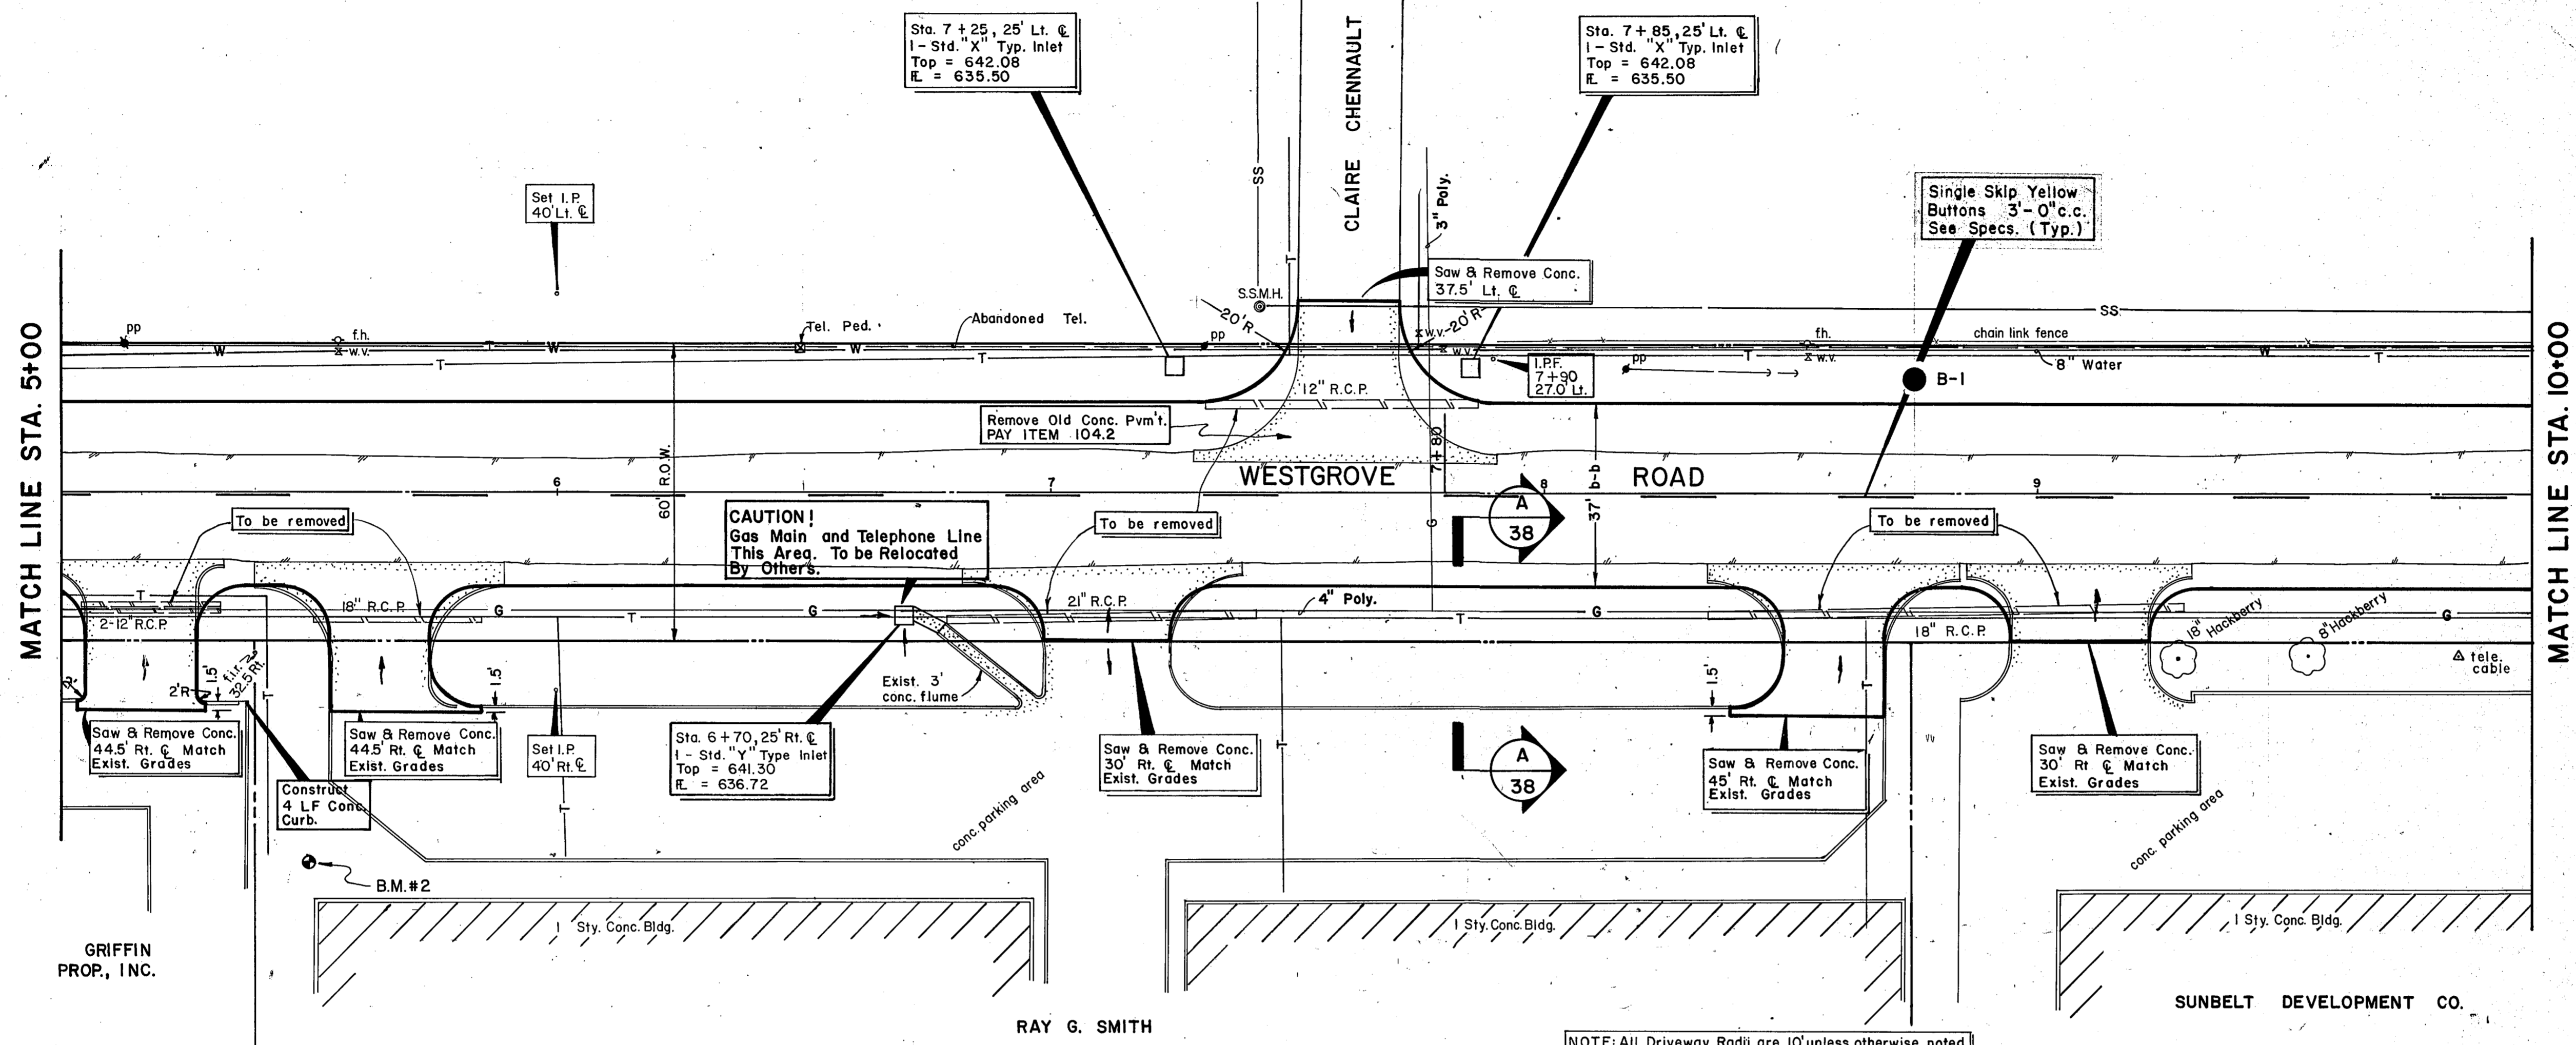 Sta. 7 + 25, 25' Lt. ℄
1 - Std. "X" Typ. Inlet
Top = 642.08
FL = 635.50
CLAIRE CHENNAULT
Sta. 7 + 85, 25' Lt. ℄
1 - Std. "X" Typ. Inlet
Top = 642.08
FL = 635.50
Set I.P.
40' Lt. ℄
SS
T
3" Poly.
Single Skip Yellow
Buttons 3'-0" c.c.
See Specs. (Typ.)
Saw & Remove Conc.
37.5' Lt. ℄
S.S.M.H.
20'R
w.v.
20'R
SS
MATCH LINE STA. 5+00
pp
f.h.
w.v.
W
T
W
Tel. Ped.
W
Abandoned Tel.
T
T
pp
w.v.
I.P.F.
7+90
27.0' Lt.
pp
T
f.h.
w.v.
chain link fence
8" Water
W
T
B-1
MATCH LINE STA. 10+00
12" R.C.P.
Remove Old Conc. Pvm't.
PAY ITEM 104.2
60' R.O.W.
7+80
37' b-b
WESTGROVE ROAD
6
7
8
9
To be removed
CAUTION!
Gas Main and Telephone Line
This Area. To be Relocated
By Others.
To be removed
G
A
38
To be removed
T
2-12" R.C.P.
18" R.C.P.
G
T
G
21" R.C.P.
4" Poly.
T
G
18" R.C.P.
18" Hackberry
8" Hackberry
G
tele.
cable
2'R
1.5'
f.i.r.
32.5' Rt.
T
1.5'
Exist. 3'
conc. flume
1.5'
T
Saw & Remove Conc.
44.5' Rt. ℄ Match
Exist. Grades
Saw & Remove Conc.
44.5' Rt. ℄ Match
Exist. Grades
Set I.P.
40' Rt. ℄
Sta. 6 + 70, 25' Rt. ℄
1 - Std. "Y" Type Inlet
Top = 641.30
FL = 636.72
Saw & Remove Conc.
30' Rt. ℄ Match
Exist. Grades
T
A
38
Saw & Remove Conc.
45' Rt. ℄ Match
Exist. Grades
Saw & Remove Conc.
30' Rt ℄ Match
Exist. Grades
Construct
4 LF Conc.
Curb.
T
conc. parking area
conc. parking area
B.M.#2
1 Sty. Conc. Bldg.
1 Sty. Conc. Bldg.
1 Sty. Conc. Bldg.
GRIFFIN
PROP., INC.
RAY G. SMITH
SUNBELT DEVELOPMENT CO.
NOTE: All Driveway Radii are 10' unless otherwise noted